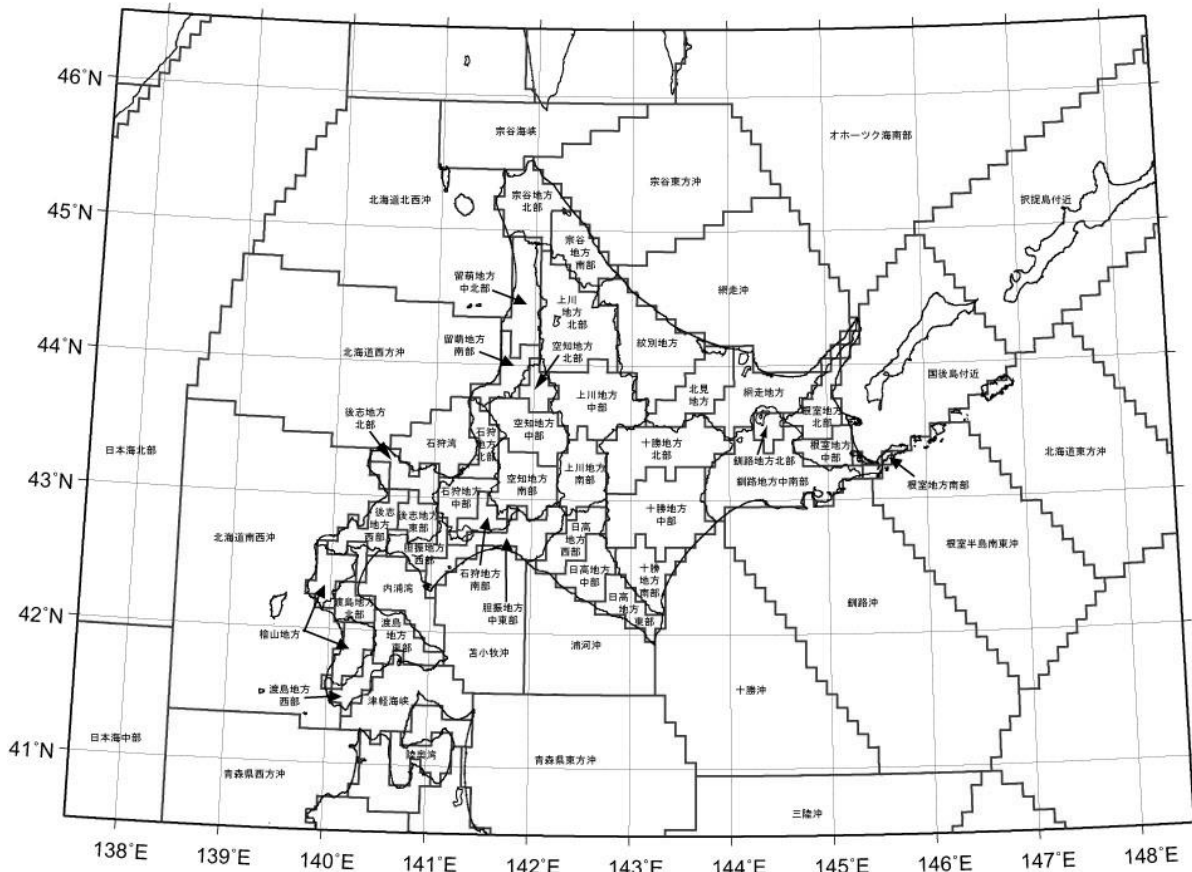 46°N
45°N
44°N
43°N
42°N
41°N
宗谷海峡
オホーツク海南部
宗谷東方沖
北海道北西沖
宗谷地方
北部
択捉島付近
宗谷
地方
南部
留萌地方
中北部
上川
地方
北部
網走沖
留萌地方
南部
空知地方
北部
紋別地方
北海道西方沖
国後島付近
北見
地方
網走地方
上川地方
中部
後志地方
北部
石狩湾
石狩
地方
北部
空知地方
中部
十勝地方
北部
根室地方
北部
根室地方
中部
日本海北部
北海道東方沖
釧路地方北部
釧路地方中南部
根室地方南部
石狩地方
中部
空知地方
南部
上川地方
南部
十勝地方
中部
後志
地方
西部
後志地方
東部
胆振地方
西部
北海道南西沖
根室半島南東沖
日高
地方
西部
石狩地方
南部
日高地方
中部
十勝
地方
南部
内浦湾
渡島地方
北部
胆振地方
中東部
日高
地方
東部
釧路沖
檜山地方
渡島
地方
東部
苫小牧沖
浦河沖
渡島地方
西部
津軽海峡
十勝沖
日本海中部
青森県西方沖
陸奥湾
青森県東方沖
三陸沖
138°E
139°E
140°E
141°E
142°E
143°E
144°E
145°E
146°E
147°E
148°E